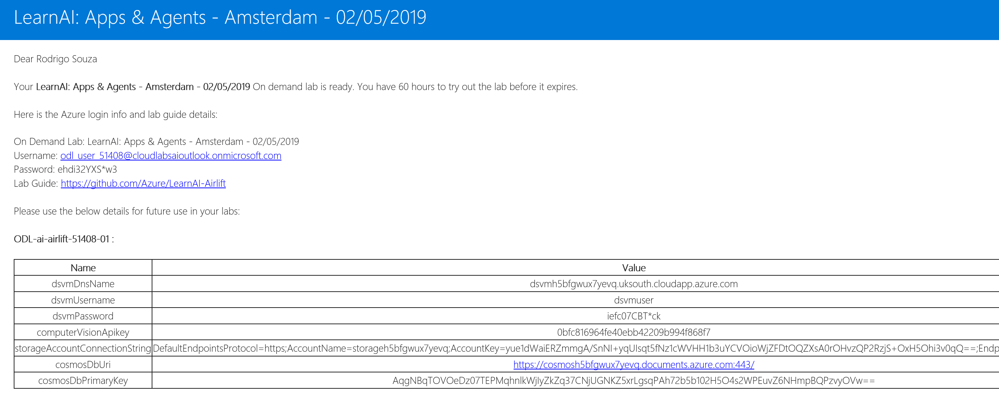 LearnAI: Apps & Agents - Amsterdam - 02/05/2019
Dear Rodrigo Souza
Your LearnAI: Apps & Agents - Amsterdam - 02/05/2019 On demand lab is ready. You have 60 hours to try out the lab before it expires.
Here is the Azure login info and lab guide details:
On Demand Lab: LearnAI: Apps & Agents - Amsterdam - 02/05/2019
Username: odl_user_51408@cloudlabsaioutlook.onmicrosoft.com
Password: ehdi32YXS*w3
Lab Guide: https://github.com/Azure/LearnAI-Airlift
Please use the below details for future use in your labs:
ODL-ai-airlift-51408-01 :
Name Value
dsvmDnsName dsvmh5bfgwux7yevq.uksouth.cloudapp.azure.com
dsvmUsername dsvmuser
dsvmPassword iefc07CBT*ck
computerVisionApikey 0bfc816964fe40ebb42209b994f868f7
storageAccountConnectionString DefaultEndpointsProtocol=https;AccountName=storageh5bfgwux7yevq;AccountKey=yue1dWaiERZmmgA/SnNI+yqUIsqt5fNz1cWVHH1b3uYCVOioWjZFDtOQZXsA0rOHvzQP2RzjS+OxH5Ohi3v0qQ==;Endp
cosmosDbUri https://cosmosh5bfgwux7yevq.documents.azure.com:443/
cosmosDbPrimaryKey AqgNBqTOVOeDz07TEPMqhnlkWjIyZkZq37CNjUGNKZ5xrLgsqPAh72b5b102H5O4s2WPEuvZ6NHmpBQPzvyOVw==